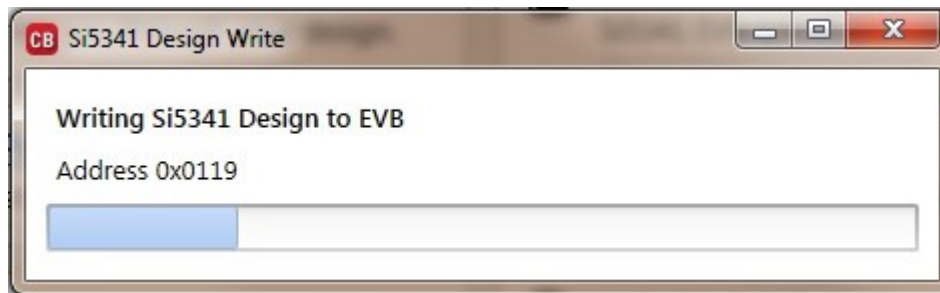 CB Si5341 Design Write
Writing Si5341 Design to EVB
Address 0x0119